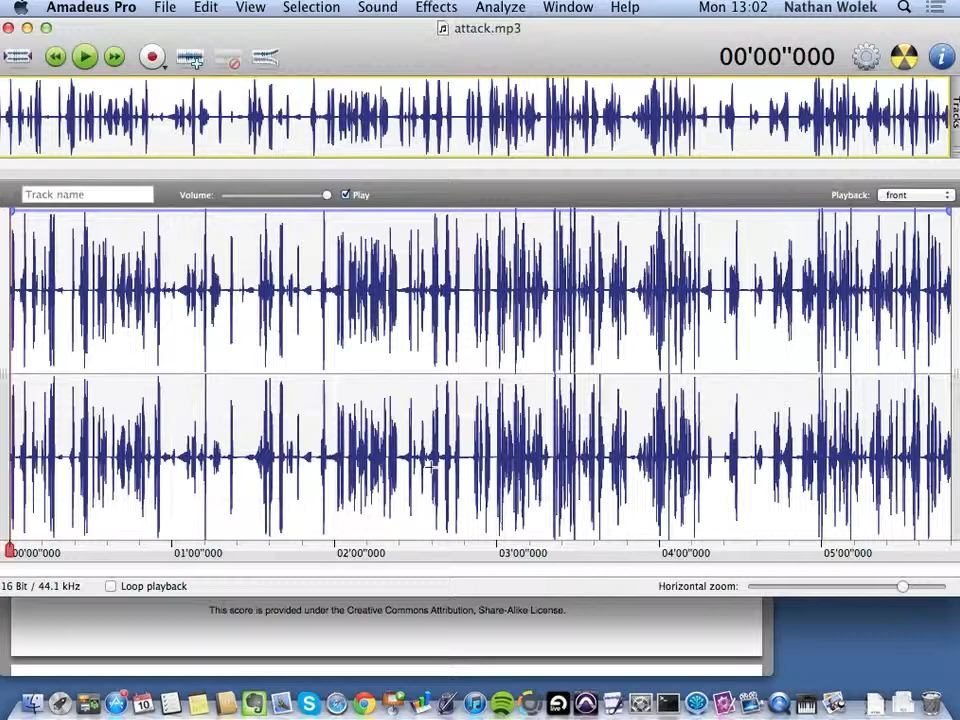 Amadeus Pro File Edit View Selection Sound Effects Analyze Window Help Mon 13:02 Nathan Wolek
attack.mp3
00'00"000
Tracks
Track name Volume: Play Playback: front
00'00"000 01'00"000 02'00"000 03'00"000 04'00"000 05'00"000
16 Bit / 44.1 kHz Loop playback Horizontal zoom:
This score is provided under the Creative Commons Attribution, Share-Alike License.
10
live